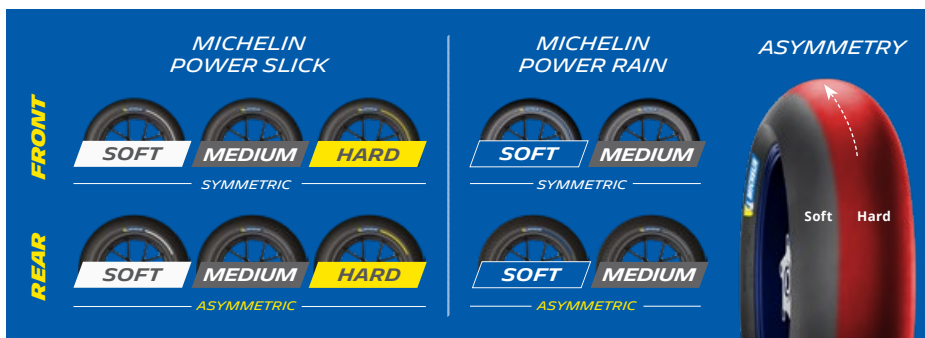 MICHELIN
POWER SLICK
MICHELIN
POWER RAIN
ASYMMETRY
FRONT
SOFT MEDIUM HARD
SOFT MEDIUM
SYMMETRIC
SYMMETRIC
Soft Hard
REAR
SOFT MEDIUM HARD
SOFT MEDIUM
ASYMMETRIC
ASYMMETRIC